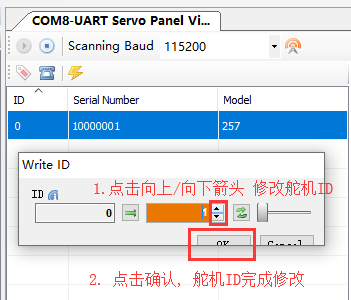 COM8-UART Servo Panel Vi...
Scanning Baud 115200
ID Serial Number Model
0 10000001 257
Write ID
1.点击向上/向下箭头 修改舵机ID
ID
0 1
OK Cancel
2. 点击确认, 舵机ID完成修改